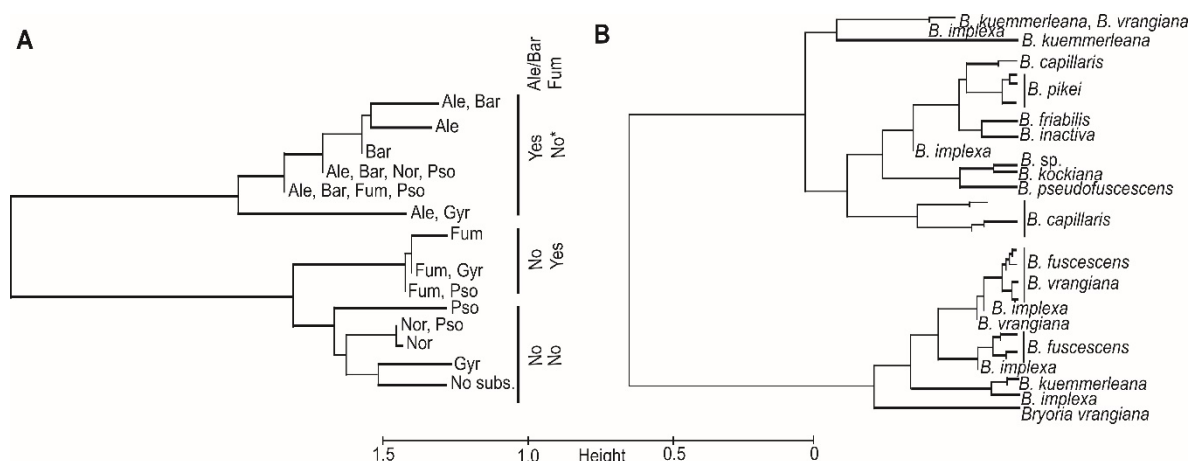 A
Ale/Bar
Fum
Ale, Bar
Ale
Bar
Ale, Bar, Nor, Pso
Ale, Bar, Fum, Pso
Ale, Gyr
Yes
No*
Fum
Fum, Gyr
Fum, Pso
No
Yes
Pso
Nor, Pso
Nor
Gyr
No subs.
No
No
B
B. kuemmerleana, B. vrangiana
B. implexa
B. kuemmerleana
B. capillaris
B. pikei
B. friabilis
B. inactiva
B. implexa
B. sp.
B. kockiana
B. pseudofuscescens
B. capillaris
B. fuscescens
B. vrangiana
B. implexa
B. vrangiana
B. fuscescens
B. implexa
B. kuemmerleana
B. implexa
Bryoria vrangiana
1.5 1.0 0.5 0
Height